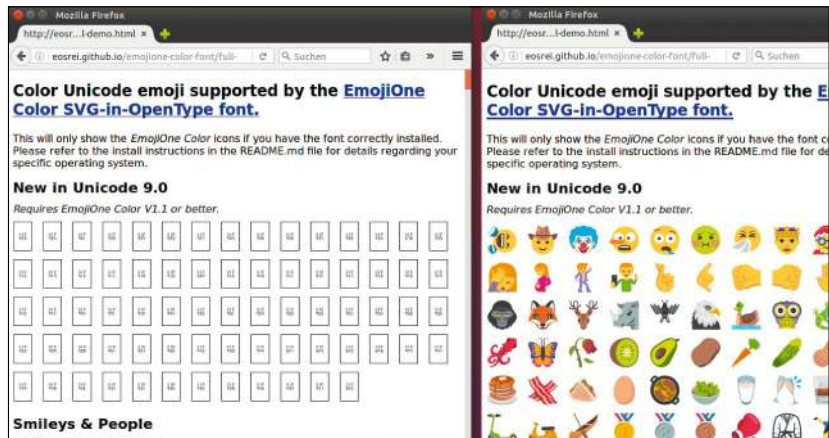 Mozilla Firefox
http://eosr...l-demo.html
eosrei.github.io/emojione-color-font/full-
Suchen
Color Unicode emoji supported by the EmojiOne
Color SVG-in-OpenType font.
This will only show the EmojiOne Color icons if you have the font correctly installed.
Please refer to the install instructions in the README.md file for details regarding your
specific operating system.
New in Unicode 9.0
Requires EmojiOne Color V1.1 or better.
Smileys & People
Mozilla Firefox
http://eosr...l-demo.html
eosrei.github.io/emojione-color-font/full-
Suchen
Color Unicode emoji supported by the E
Color SVG-in-OpenType font.
This will only show the EmojiOne Color icons if you have the font co
Please refer to the install instructions in the README.md file for de
specific operating system.
New in Unicode 9.0
Requires EmojiOne Color V1.1 or better.